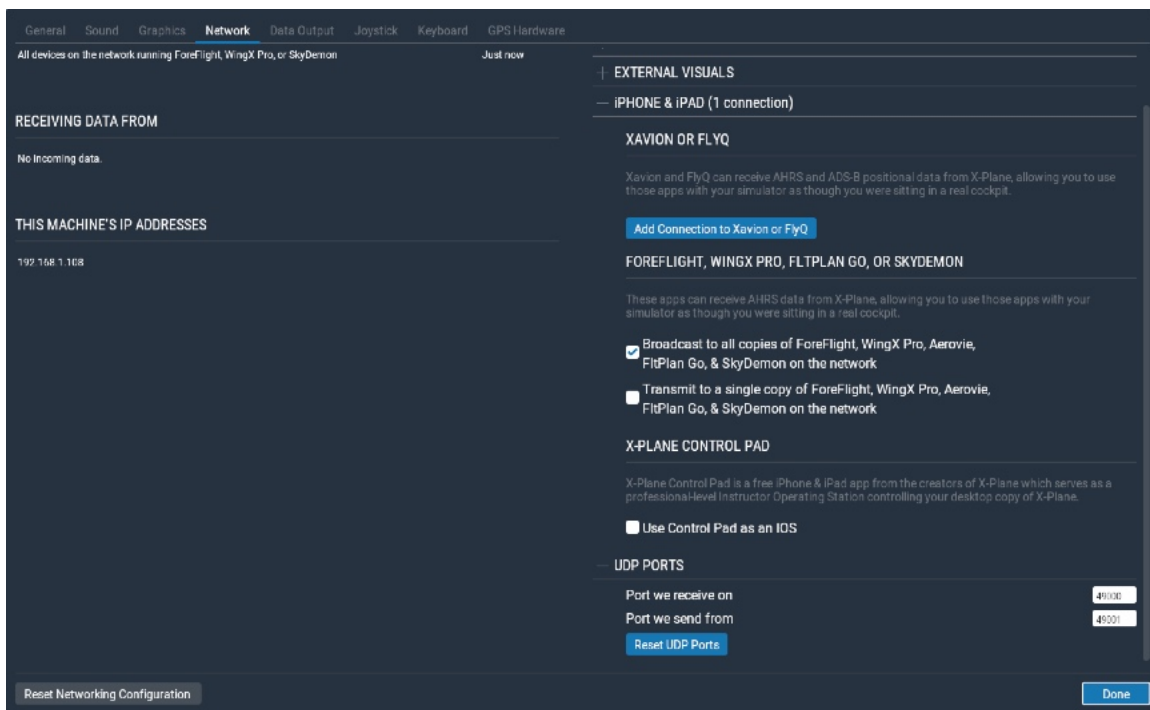 General Sound Graphics Network Data Output Joystick Keyboard GPS Hardware
All devices on the network running ForeFlight, WingX Pro, or SkyDemon Just now
RECEIVING DATA FROM
No incoming data.
THIS MACHINE'S IP ADDRESSES
192.168.1.108
Reset Networking Configuration
EXTERNAL VISUALS
iPHONE & iPAD (1 connection)
XAVION OR FLYQ
Xavion and FlyQ can receive AHRS and ADS-B positional data from X-Plane, allowing you to use
those apps with your simulator as though you were sitting in a real cockpit.
Add Connection to Xavion or FlyQ
FOREFLIGHT, WINGX PRO, FLTPLAN GO, OR SKYDEMON
These apps can receive AHRS data from X-Plane, allowing you to use those apps with your
simulator as though you were sitting in a real cockpit.
Broadcast to all copies of ForeFlight, WingX Pro, Aerovie,
FltPlan Go, & SkyDemon on the network
Transmit to a single copy of ForeFlight, WingX Pro, Aerovie,
FltPlan Go, & SkyDemon on the network
X-PLANE CONTROL PAD
X-Plane Control Pad is a free iPhone & iPad app from the creators of X-Plane which serves as a
professional-level Instructor Operating Station controlling your desktop copy of X-Plane.
Use Control Pad as an IOS
UDP PORTS
Port we receive on 49000
Port we send from 49001
Reset UDP Ports
Done